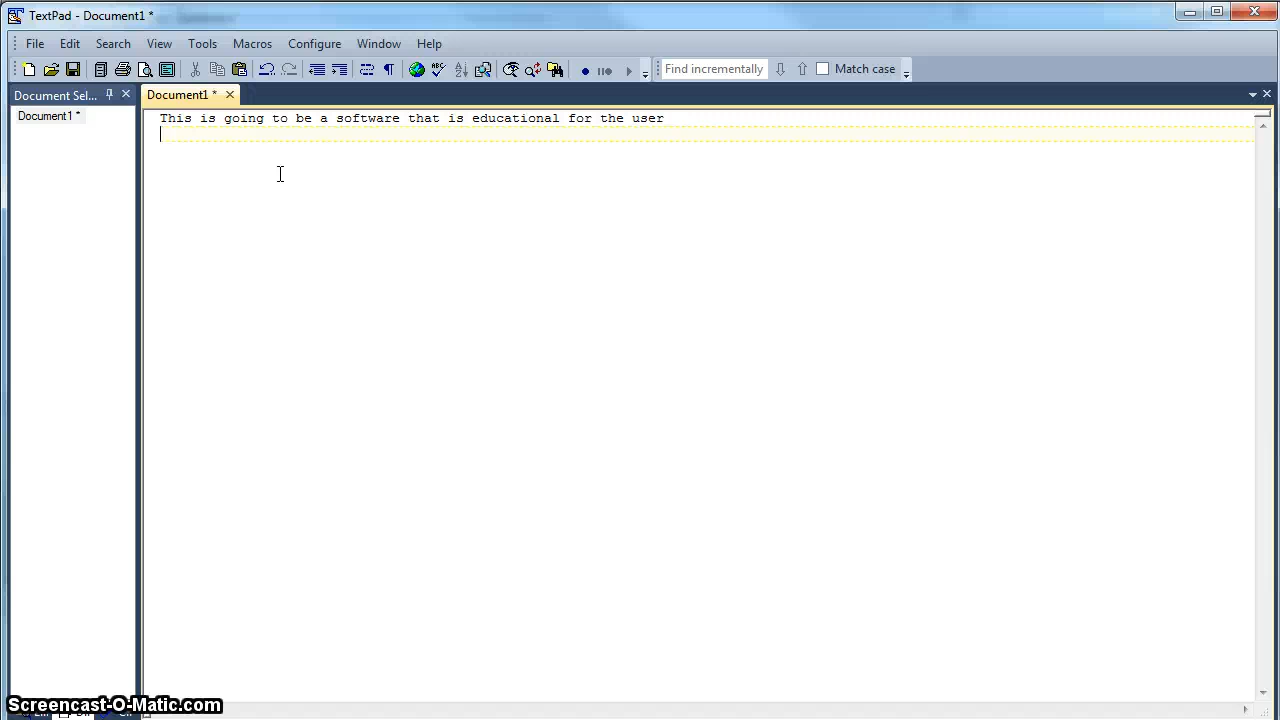 TextPad - Document1 *
File Edit Search View Tools Macros Configure Window Help
Find incrementally Match case
Document Sel... Document1 *
Document1 * This is going to be a software that is educational for the user
Screencast-O-Matic.com